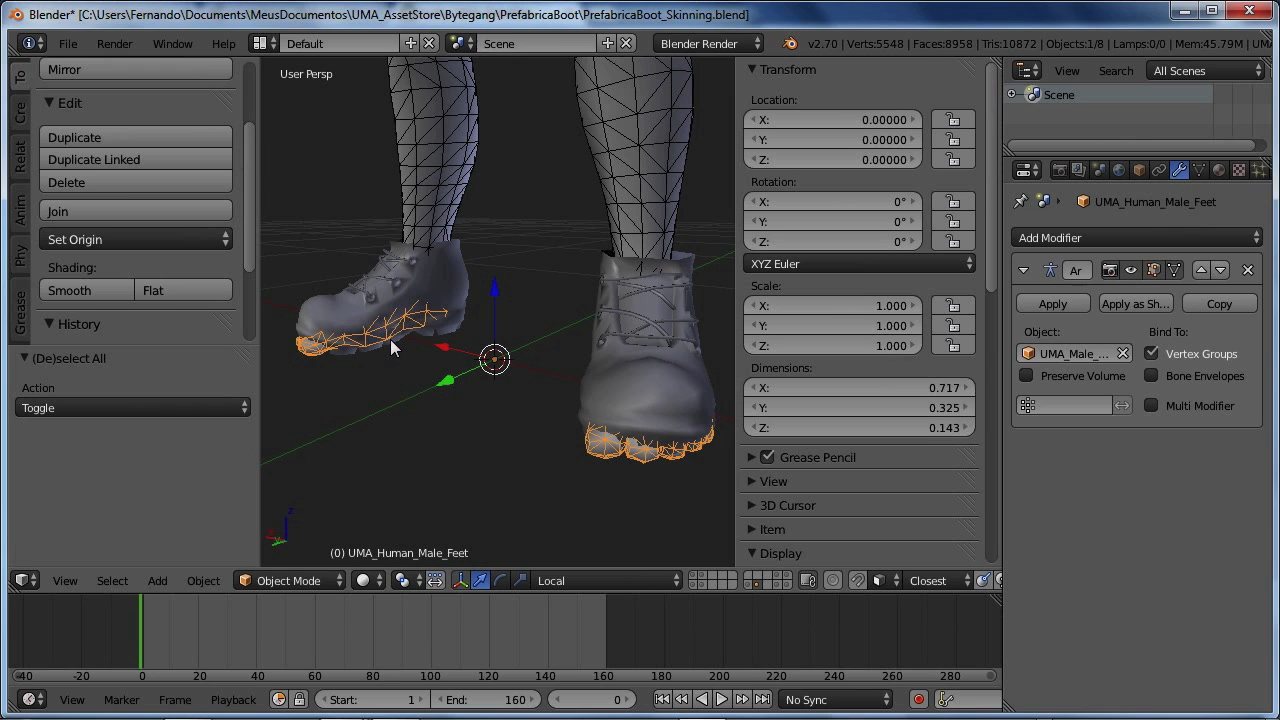 Blender* [C:\Users\Fernando\Documents\MeusDocumentos\UMA_AssetStore\Bytegang\PrefabricaBoot\PrefabricaBoot_Skinning.blend]
File Render Window Help Default Scene Blender Render v2.70 | Verts:5548 | Faces:8958 | Tris:10872 | Objects:1/8 | Lamps:0/0 | Mem:45.79M |
View Search All Scenes
Scene
To
Cre
Relat
Anim
Phy
Grease
Mirror
Edit
Duplicate
Duplicate Linked
Delete
Join
Set Origin
Shading:
Smooth Flat
History
(De)select All
Action
Toggle
User Persp
(0) UMA_Human_Male_Feet
Transform
Location:
X: 0.00000
Y: 0.00000
Z: 0.00000
Rotation:
X: 0°
Y: 0°
Z: 0°
XYZ Euler
Scale:
X: 1.000
Y: 1.000
Z: 1.000
Dimensions:
X: 0.717
Y: 0.325
Z: 0.143
Grease Pencil
View
3D Cursor
Item
Display
UMA_Human_Male_Feet
Add Modifier
Ar
Apply Apply as Sh... Copy
Object: Bind To:
UMA_Male_... Vertex Groups
Preserve Volume Bone Envelopes
Multi Modifier
View Select Add Object Object Mode Local Closest
-40 -20 0 20 40 60 80 100 120 140 160 180 200 220 240 260 280
View Marker Frame Playback Start: 1 End: 160 0 No Sync